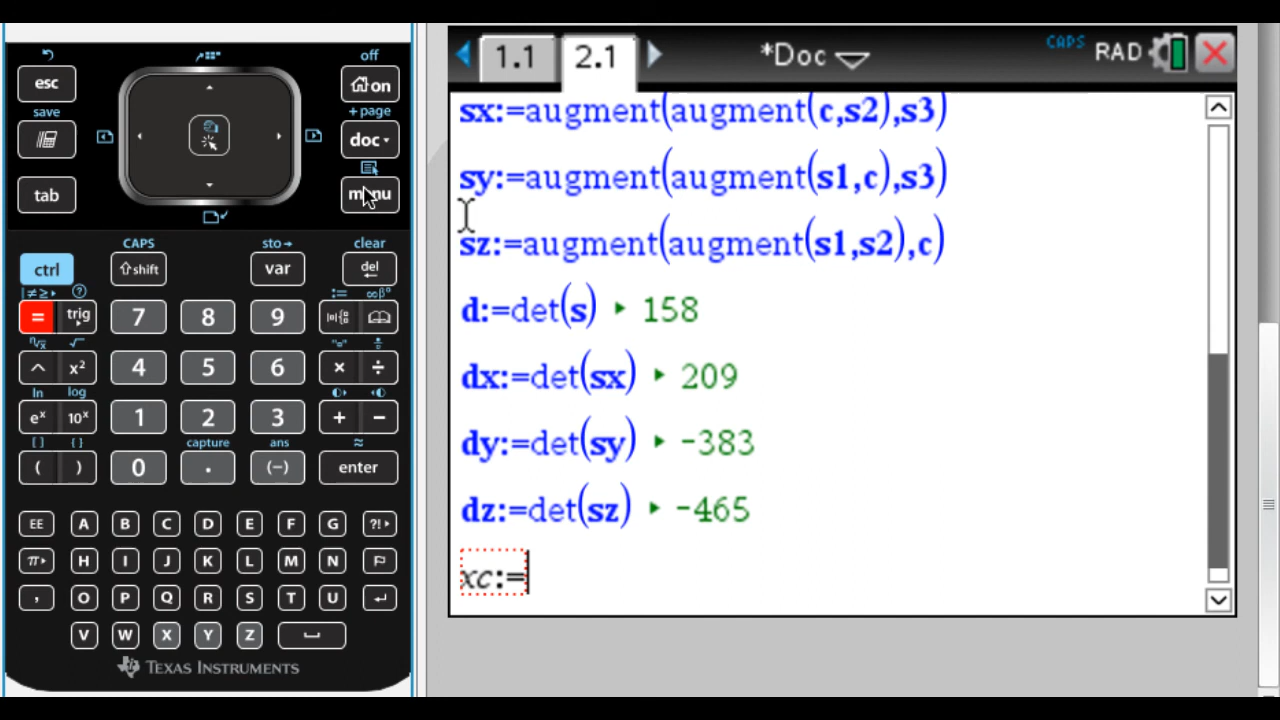 off
esc
on
save
+ page
doc
tab
menu
CAPS
sto→
clear
ctrl
⇧shift
var
del
|≠≥▸
?
:=
∞β°
=
trig
7
8
9
ⁿ√x
√
""
^
x²
4
5
6
×
÷
ln
log
eˣ
10ˣ
1
2
3
+
−
[ ]
{ }
capture
ans
≈
(
)
0
.
(−)
enter
EE
A
B
C
D
E
F
G
?!▸
π▸
H
I
J
K
L
M
N
,
O
P
Q
R
S
T
U
↵
V
W
X
Y
Z
TEXAS INSTRUMENTS
1.1
2.1
*Doc
CAPS
RAD
sx:=augment(augment(c,s2),s3)
sy:=augment(augment(s1,c),s3)
sz:=augment(augment(s1,s2),c)
d:=det(s) ▸ 158
dx:=det(sx) ▸ 209
dy:=det(sy) ▸ -383
dz:=det(sz) ▸ -465
xc:=